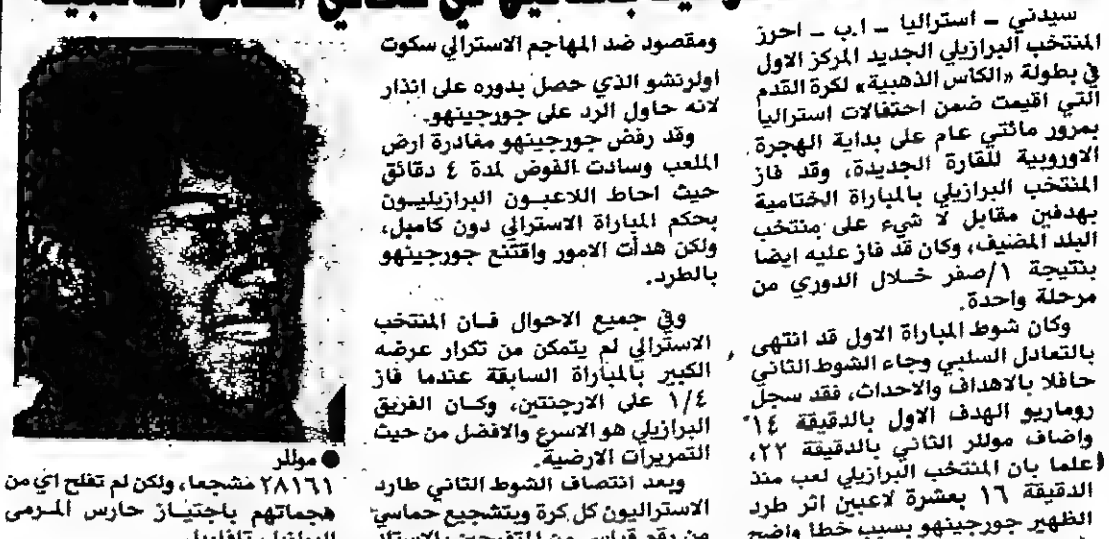 سيدني - استراليا - ا.ب - احرز
المنتخب البرازيلي الجديد المركز الاول
في بطولة «الكاس الذهبية» لكرة القدم
التي اقيمت ضمن احتفالات استراليا
بمرور مائتي عام على بداية الهجرة
الاوروبية للقارة الجديدة، وقد فاز
المنتخب البرازيلي بالمباراة الختامية
بهدفين مقابل لا شيء على منتخب
البلد المضيف، وكان قد فاز عليه ايضا
بنتيجة ١/صفر خلال الدوري من
مرحلة واحدة.
وكان شوط المباراة الاول قد انتهى
بالتعادل السلبي وجاء الشوط الثاني
حافلا بالاهداف والاحداث، فقد سجل
روماريو الهدف الاول بالدقيقة ١٤
واضاف موللر الثاني بالدقيقة ٢٢،
(علما بان المنتخب البرازيلي لعب منذ
الدقيقة ١٦ بعشرة لاعبين اثر طرد
الظهير جورجينهو بسبب خطأ واضح
ومقصود ضد المهاجم الاسترالي سكوت
اولرنشو الذي حصل بدوره على انذار
لانه حاول الرد على جورجينهو.
وقد رفض جورجينهو مغادرة ارض
الملعب وسادت الفوض لمدة ٤ دقائق
حيث احاط اللاعبون البرازيليون
بحكم المباراة الاسترالي دون كامبل،
ولكن هدأت الامور واقتنع جورجينهو
بالطرد.
وفي جميع الاحوال فان المنتخب
الاسترالي لم يتمكن من تكرار عرضه
الكبير بالمباراة السابقة عندما فاز
١/٤ على الارجنتين، وكان الفريق
البرازيلي هو الاسرع والافضل من حيث
التمريرات الارضية.
وبعد انتصاف الشوط الثاني طارد
الاستراليون كل كرة وبتشجيع حماسي
من رقم قياسي من المتفرجين بالاستاد
● موللر
٢٨١٦١ مشجعا، ولكن لم تفلح اي من
هجماتهم باجتياز حارس المرمى